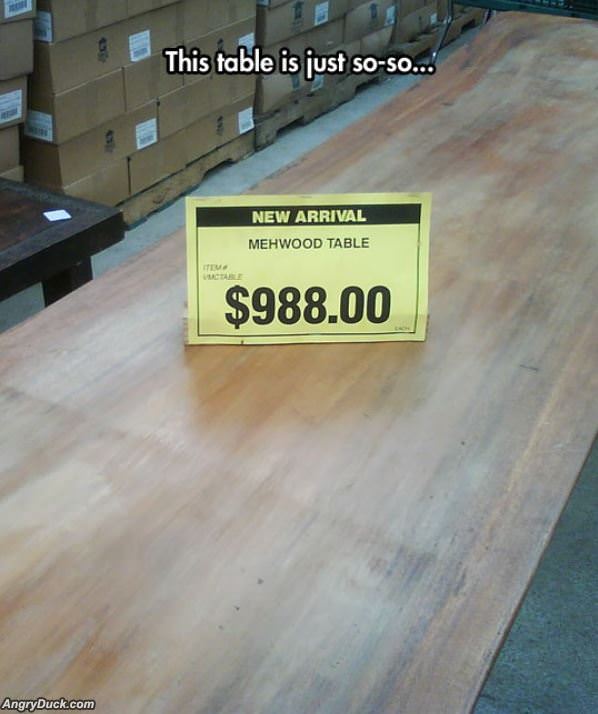 This table is just so-so...
NEW ARRIVAL
MEHWOOD TABLE
ITEM#
VMCTABLE
$988.00
EACH
AngryDuck.com